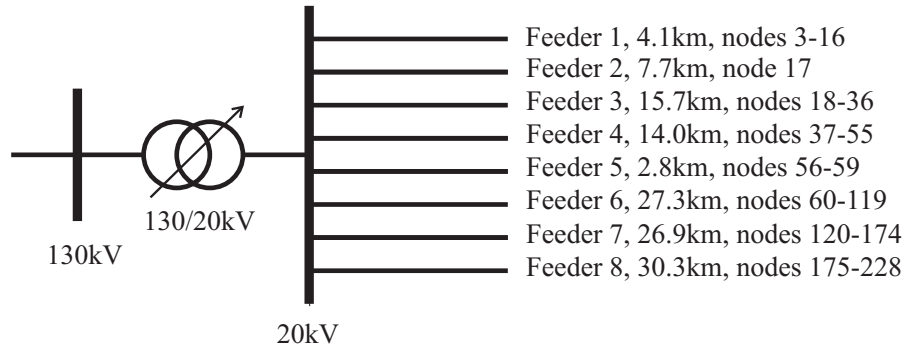 Feeder 1, 4.1km, nodes 3-16
Feeder 2, 7.7km, node 17
Feeder 3, 15.7km, nodes 18-36
Feeder 4, 14.0km, nodes 37-55
Feeder 5, 2.8km, nodes 56-59
Feeder 6, 27.3km, nodes 60-119
Feeder 7, 26.9km, nodes 120-174
Feeder 8, 30.3km, nodes 175-228
130/20kV
130kV
20kV